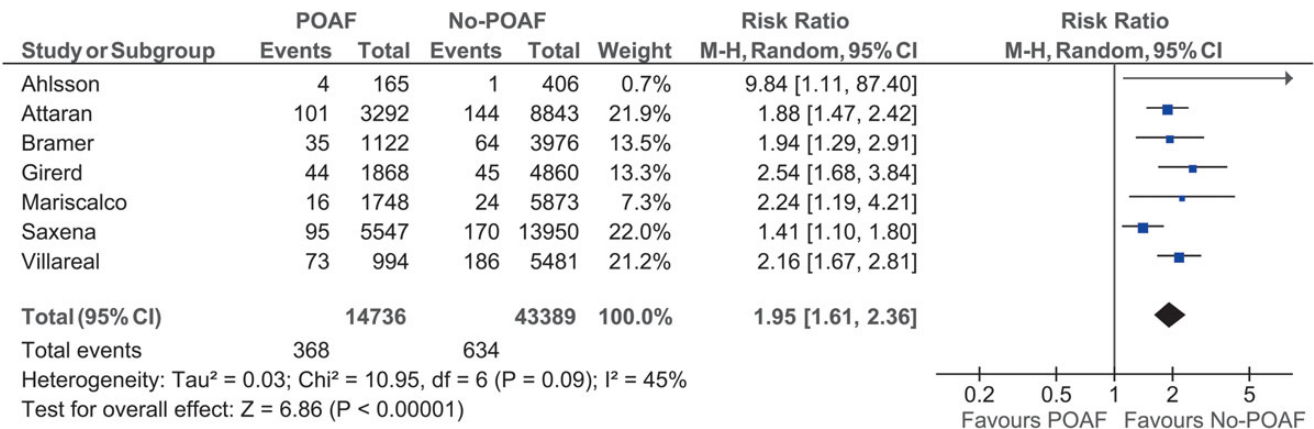 POAF No-POAF Risk Ratio Risk Ratio
Study or Subgroup Events Total Events Total Weight M-H, Random, 95% CI M-H, Random, 95% CI
Ahlsson 4 165 1 406 0.7% 9.84 [1.11, 87.40]
Attaran 101 3292 144 8843 21.9% 1.88 [1.47, 2.42]
Bramer 35 1122 64 3976 13.5% 1.94 [1.29, 2.91]
Girerd 44 1868 45 4860 13.3% 2.54 [1.68, 3.84]
Mariscalco 16 1748 24 5873 7.3% 2.24 [1.19, 4.21]
Saxena 95 5547 170 13950 22.0% 1.41 [1.10, 1.80]
Villareal 73 994 186 5481 21.2% 2.16 [1.67, 2.81]
Total (95% CI) 14736 43389 100.0% 1.95 [1.61, 2.36]
Total events 368 634
Heterogeneity: Tau² = 0.03; Chi² = 10.95, df = 6 (P = 0.09); I² = 45%
Test for overall effect: Z = 6.86 (P < 0.00001)
0.2 0.5 1 2 5
Favours POAF Favours No-POAF